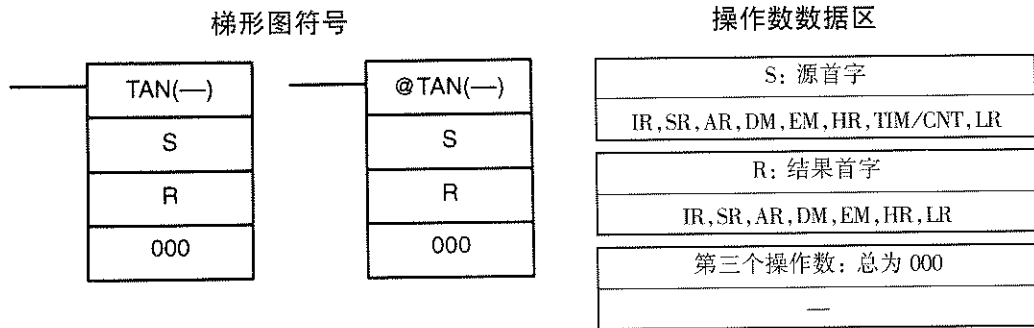 梯形图符号
TAN(—)
S
R
000
@TAN(—)
S
R
000
操作数数据区
S: 源首字
IR,SR,AR,DM,EM,HR,TIM/CNT,LR
R: 结果首字
IR,SR,AR,DM,EM,HR,LR
第三个操作数: 总为 000
—